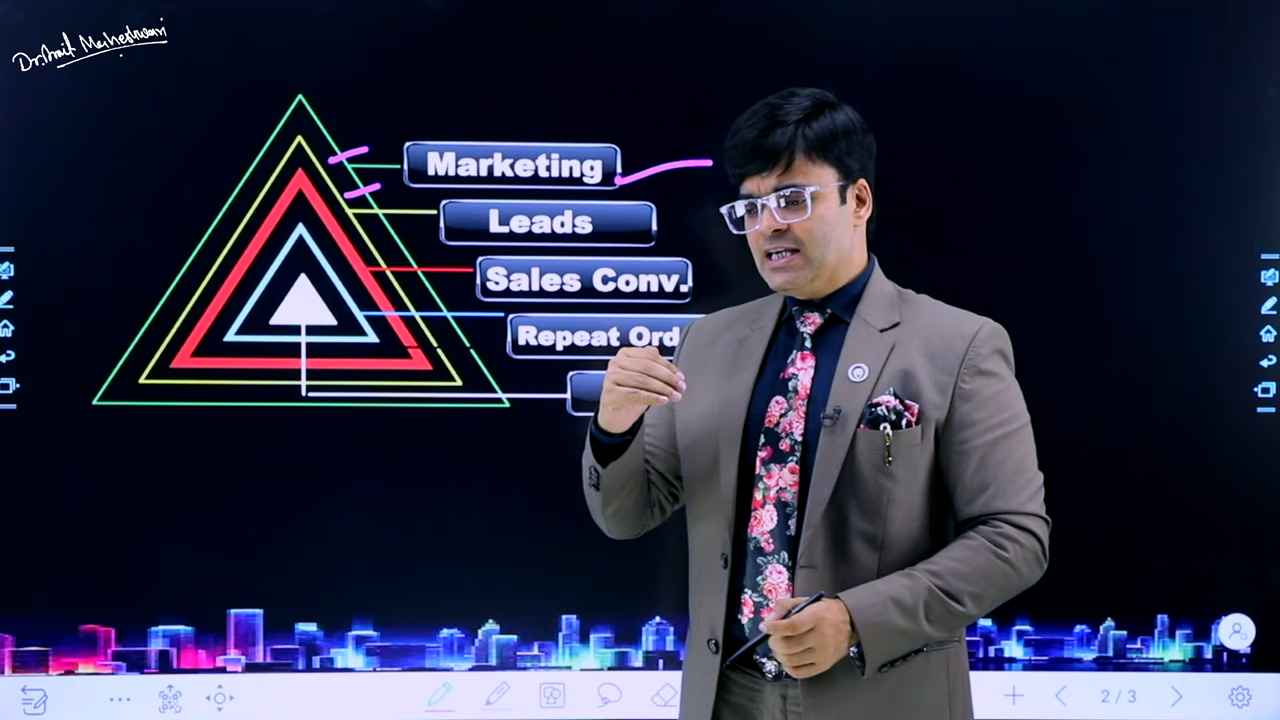 Dr. Amit Maheshwari
Marketing
Leads
Sales Conv.
Repeat Ord
2 / 3